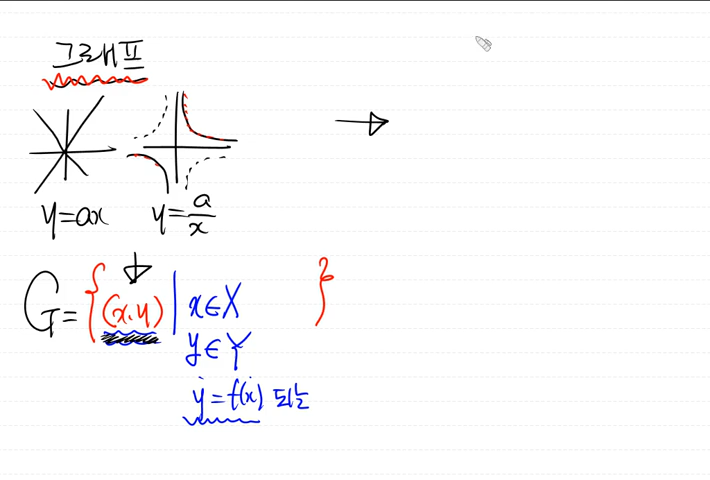 그래프
y=ax y=a/x
G={(x.y)|x∈X }
y∈Y
y=f(x) 되는